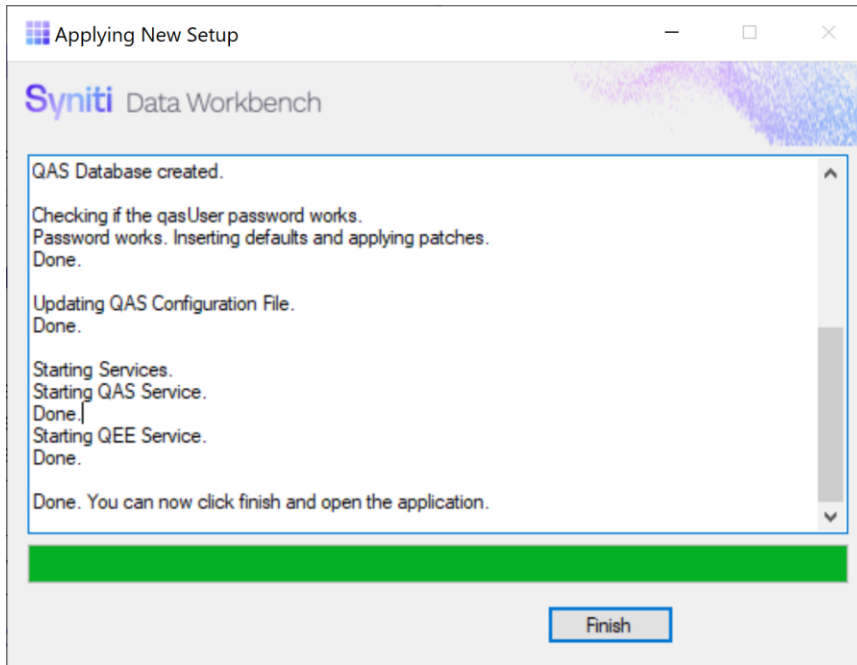 Applying New Setup
Syniti Data Workbench
QAS Database created.
Checking if the qasUser password works.
Password works. Inserting defaults and applying patches.
Done.
Updating QAS Configuration File.
Done.
Starting Services.
Starting QAS Service.
Done.
Starting QEE Service.
Done.
Done. You can now click finish and open the application.
Finish